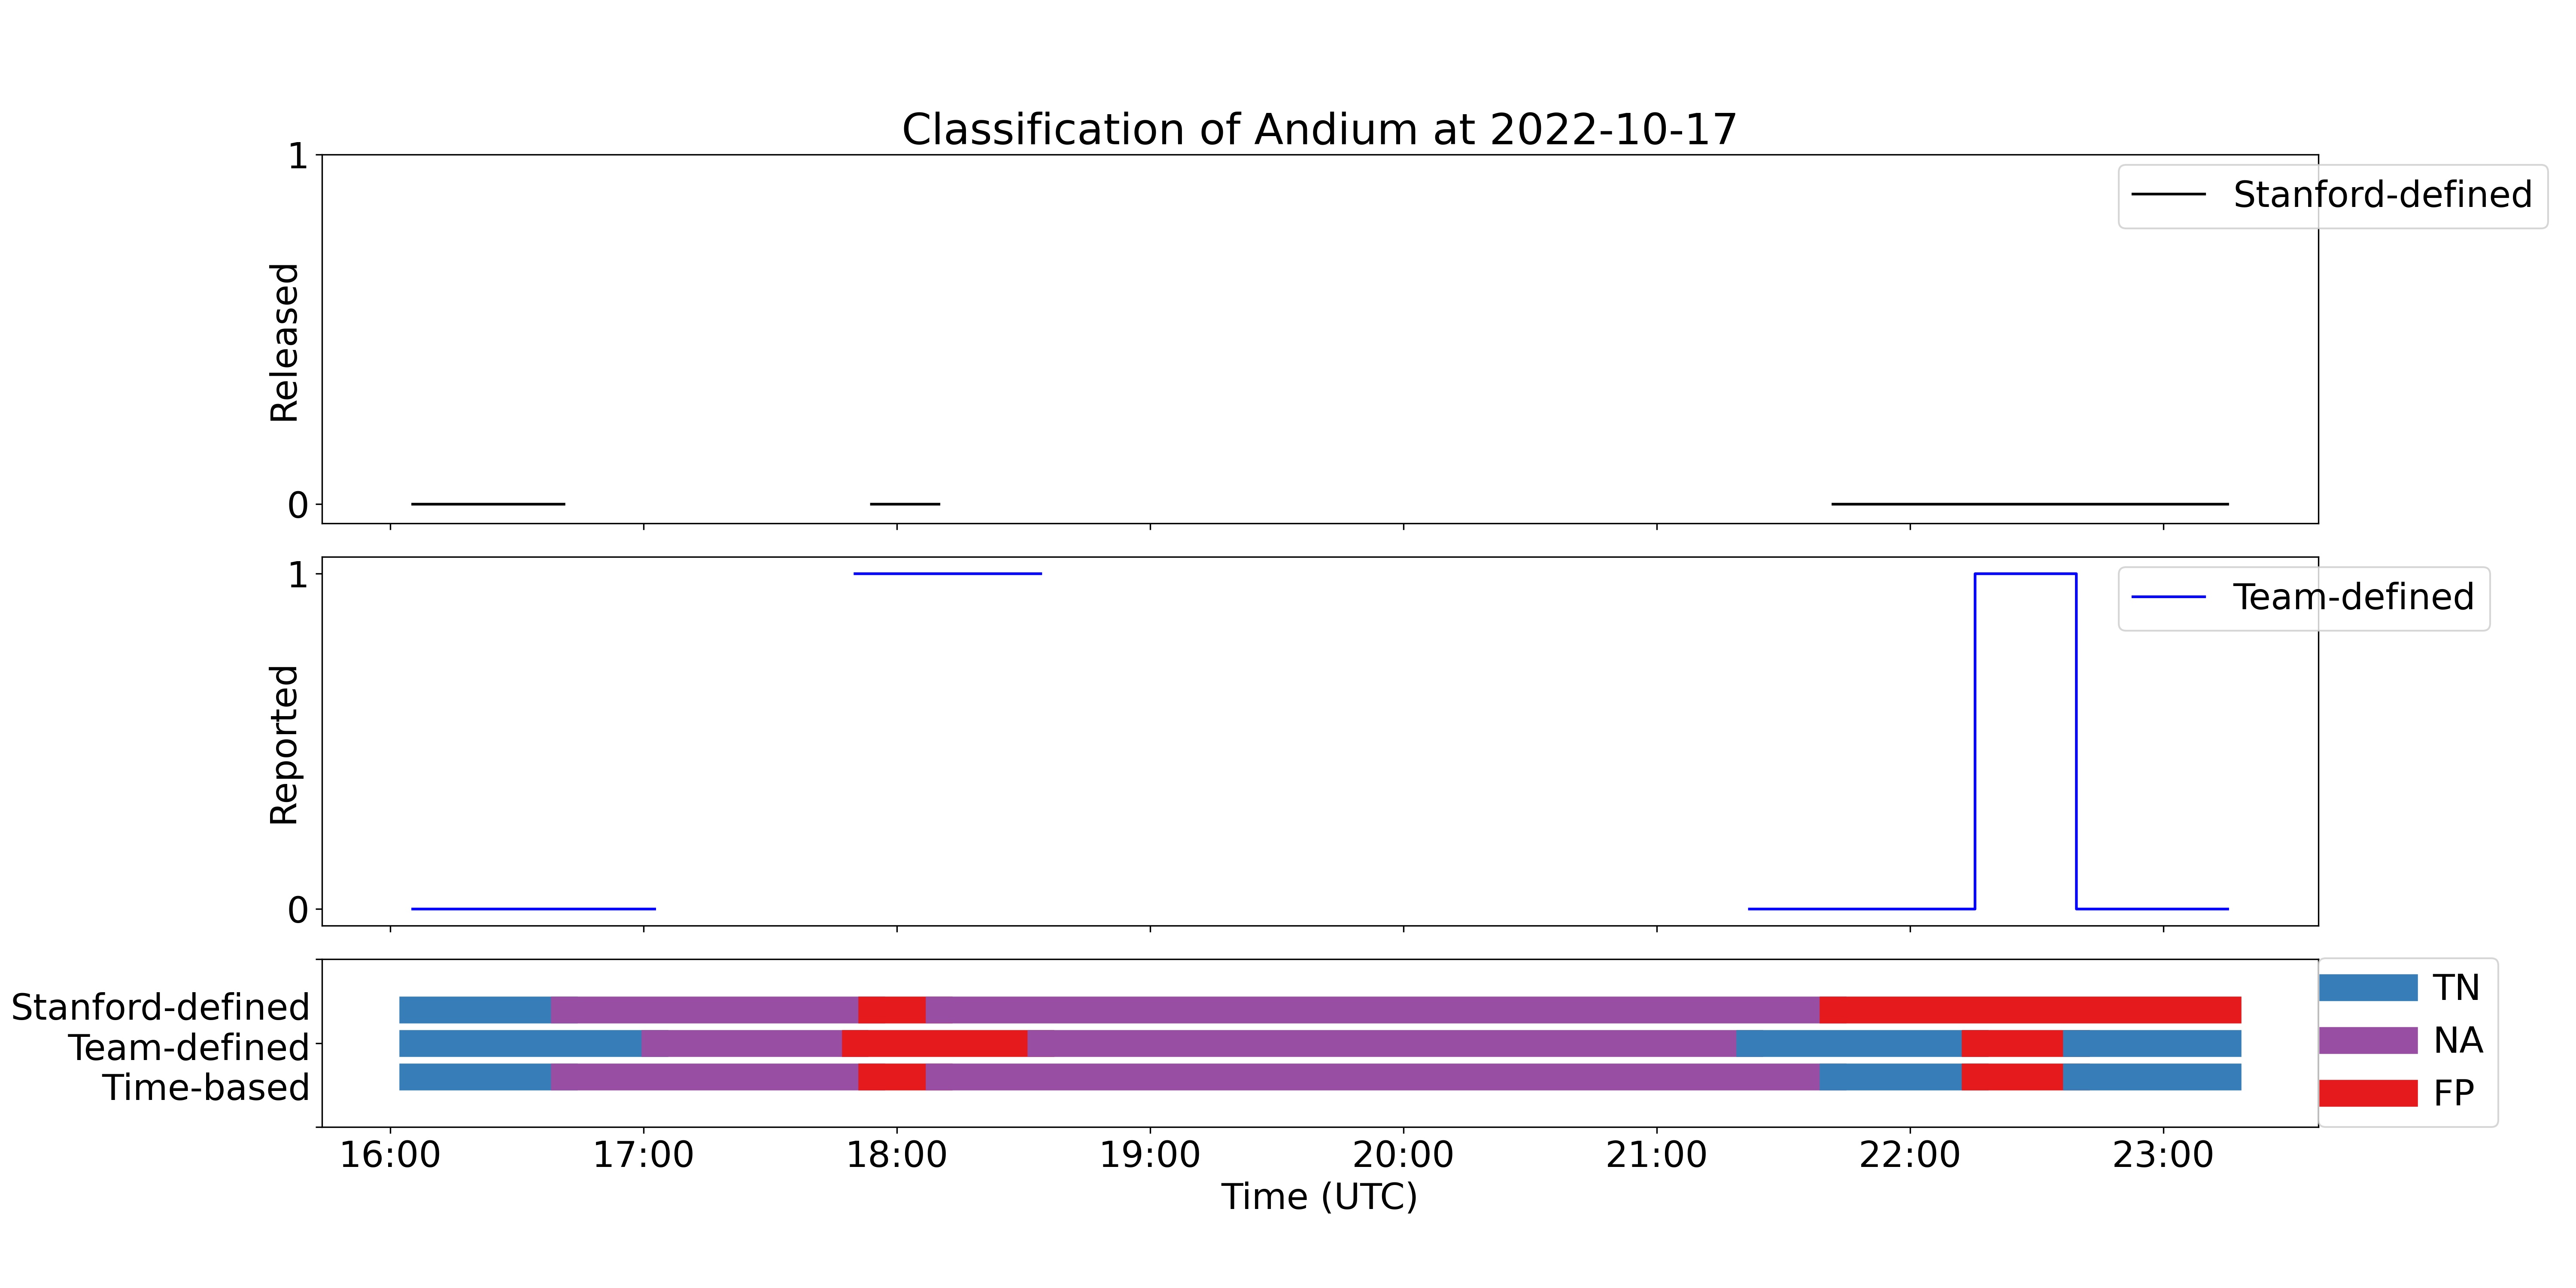 Classification of Andium at 2022-10-17
1
Released
0
Stanford-defined
1
Reported
0
Team-defined
Stanford-defined
Team-defined
Time-based
TN
NA
FP
16:00 17:00 18:00 19:00 20:00 21:00 22:00 23:00
Time (UTC)